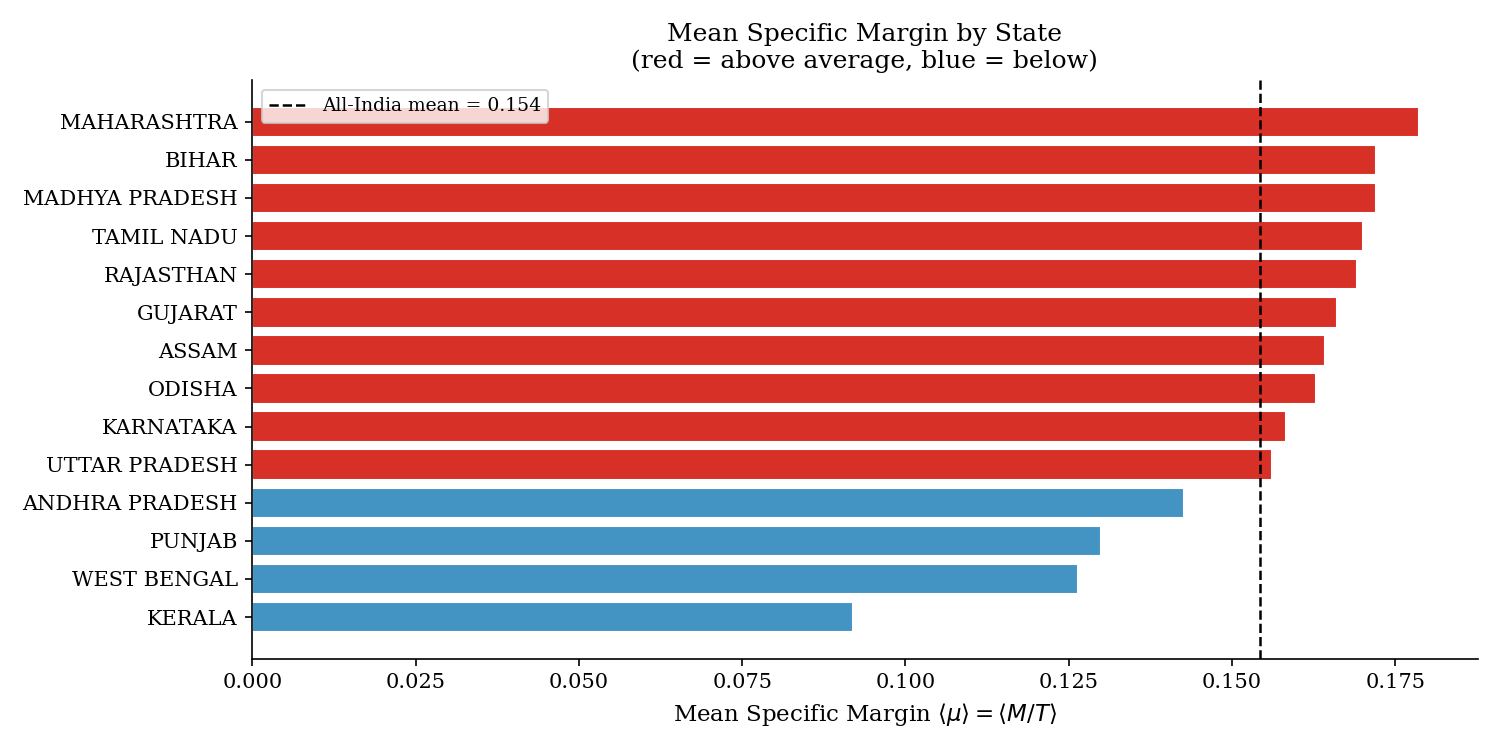 Mean Specific Margin by State
(red = above average, blue = below)
All-India mean = 0.154
MAHARASHTRA
BIHAR
MADHYA PRADESH
TAMIL NADU
RAJASTHAN
GUJARAT
ASSAM
ODISHA
KARNATAKA
UTTAR PRADESH
ANDHRA PRADESH
PUNJAB
WEST BENGAL
KERALA
0.000 0.025 0.050 0.075 0.100 0.125 0.150 0.175
Mean Specific Margin ⟨μ⟩ = ⟨M/T⟩